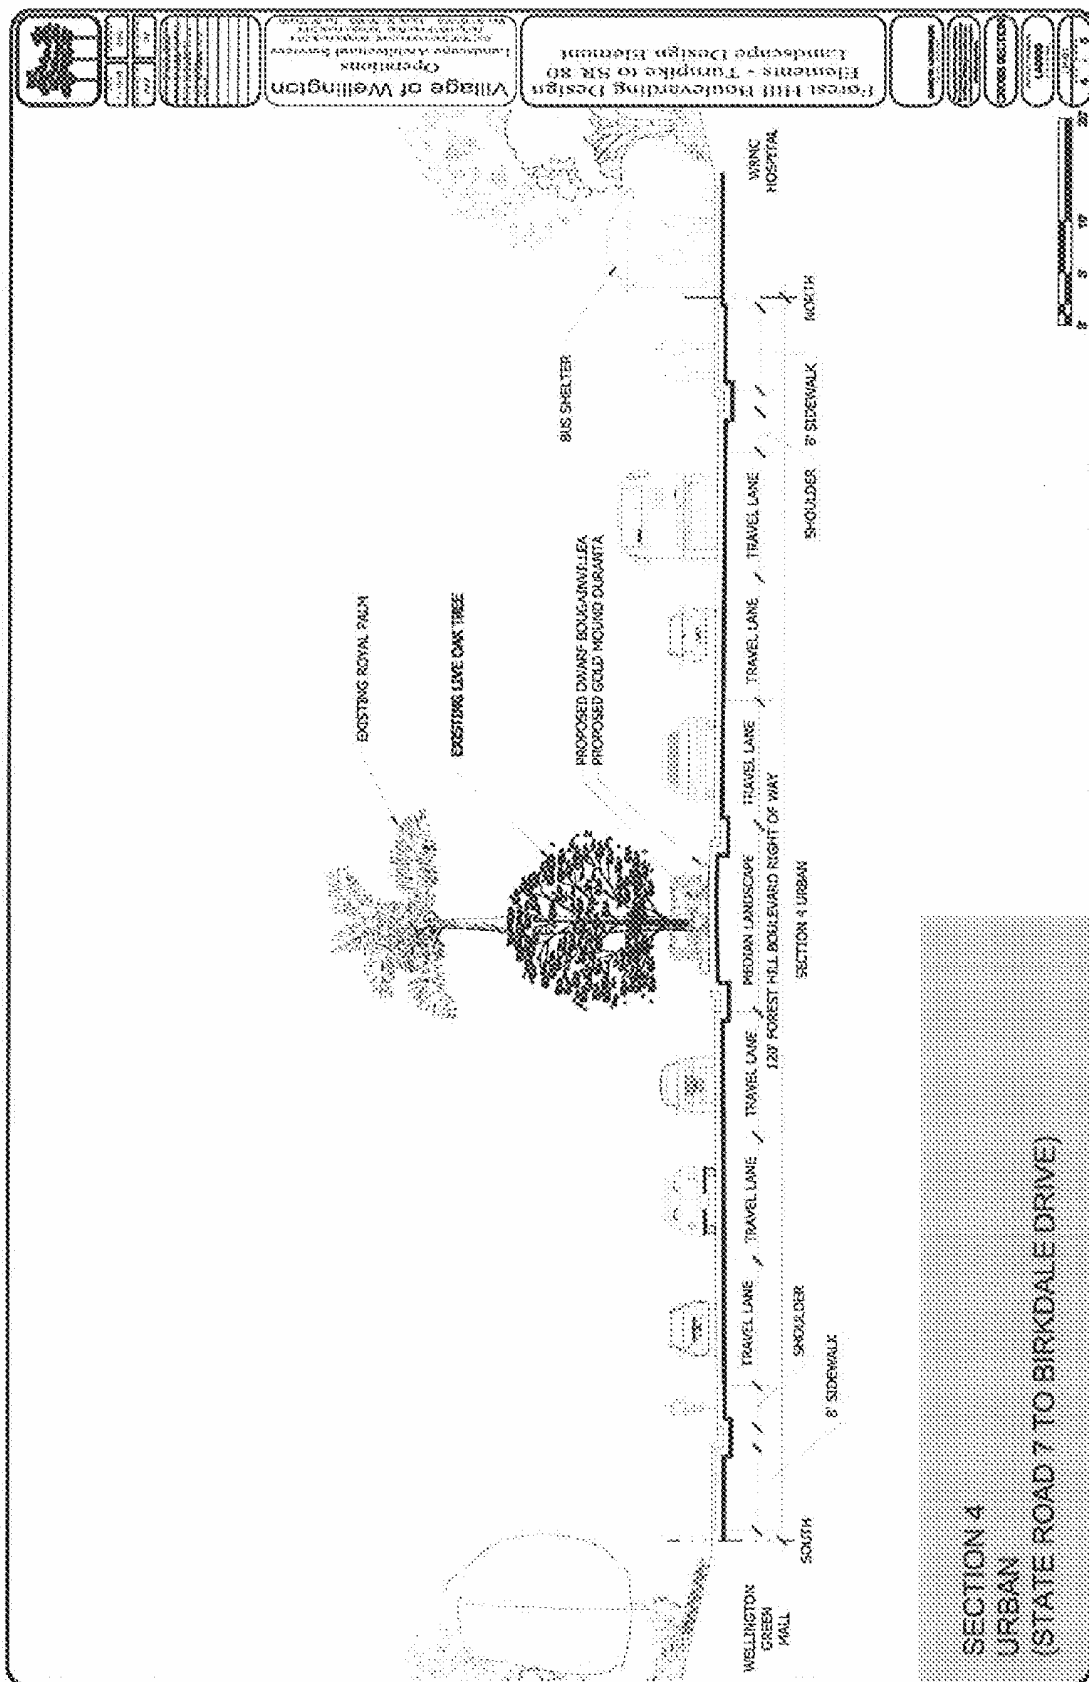 EXISTING ROYAL PALM
EXISTING LIVE OAK TREE
PROPOSED DWARF BOUGAINVILLEA
PROPOSED GOLD MOUND DURANTA
BUS SHELTER
WELLINGTON
GREEN
MALL
TRAVEL LANE
TRAVEL LANE
TRAVEL LANE
MEDIAN LANDSCAPE
TRAVEL LANE
TRAVEL LANE
TRAVEL LANE
WRMC
HOSPITAL
120' FOREST HILL BOULEVARD RIGHT OF WAY
SOUTH
SHOULDER
8' SIDEWALK
SECTION 4 URBAN
SHOULDER
8' SIDEWALK
NORTH
SECTION 4
URBAN
(STATE ROAD 7 TO BIRKDALE DRIVE)
Village of Wellington
Operations
Landscape Architectural Services
Forest Hill Boulevarding Design
Elements - Turnpike to SR 80
Landscape Design Element
CROSS SECTION